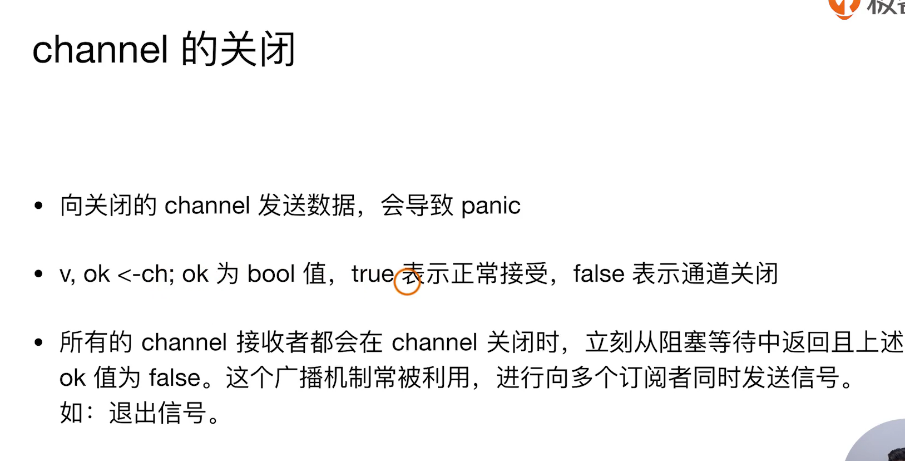 channel 的关闭
• 向关闭的 channel 发送数据，会导致 panic
• v, ok <-ch; ok 为 bool 值，true 表示正常接受，false 表示通道关闭
• 所有的 channel 接收者都会在 channel 关闭时，立刻从阻塞等待中返回且上述
ok 值为 false。这个广播机制常被利用，进行向多个订阅者同时发送信号。
如：退出信号。